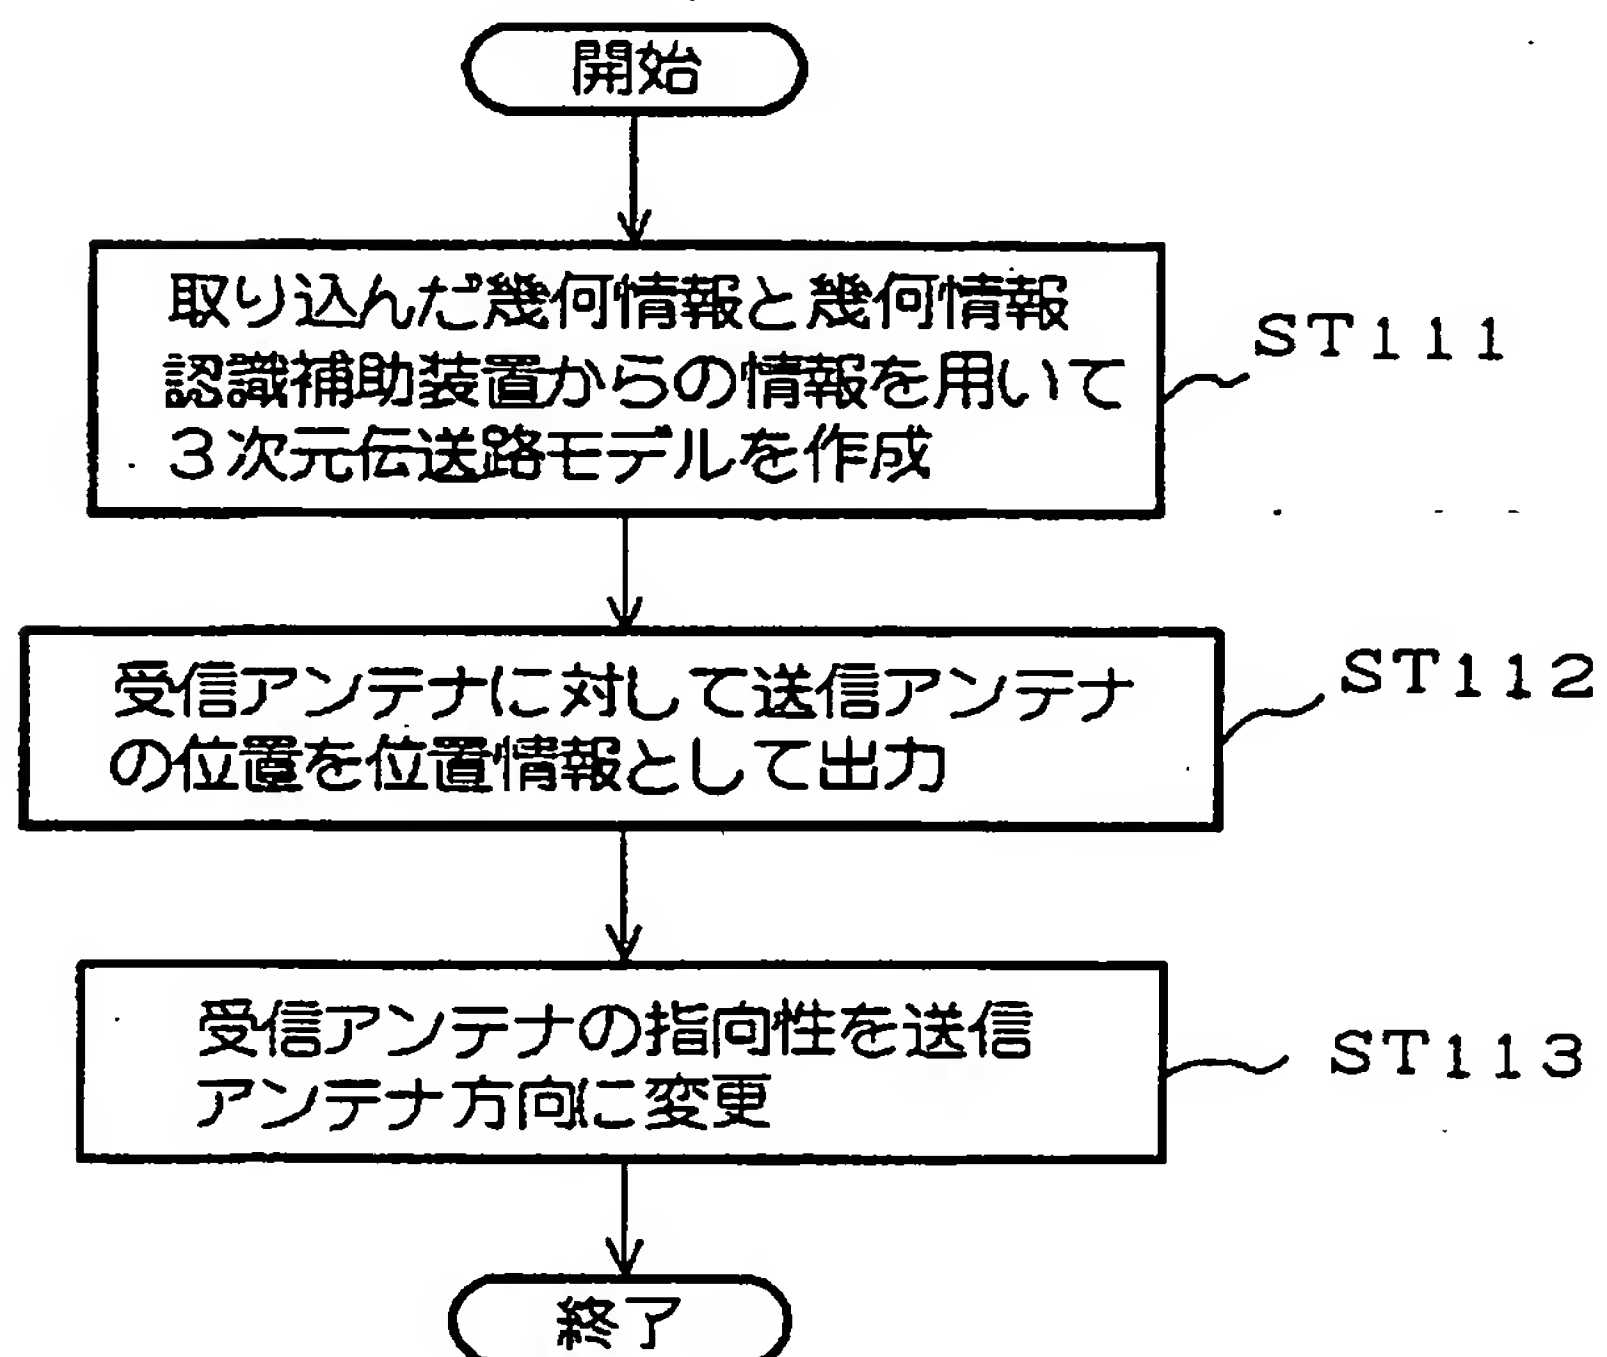 開始
取り込んだ幾何情報と幾何情報
認識補助装置からの情報を用いて
3次元伝送路モデルを作成
ST111
受信アンテナに対して送信アンテナ
の位置を位置情報として出力
ST112
受信アンテナの指向性を送信
アンテナ方向に変更
ST113
終了